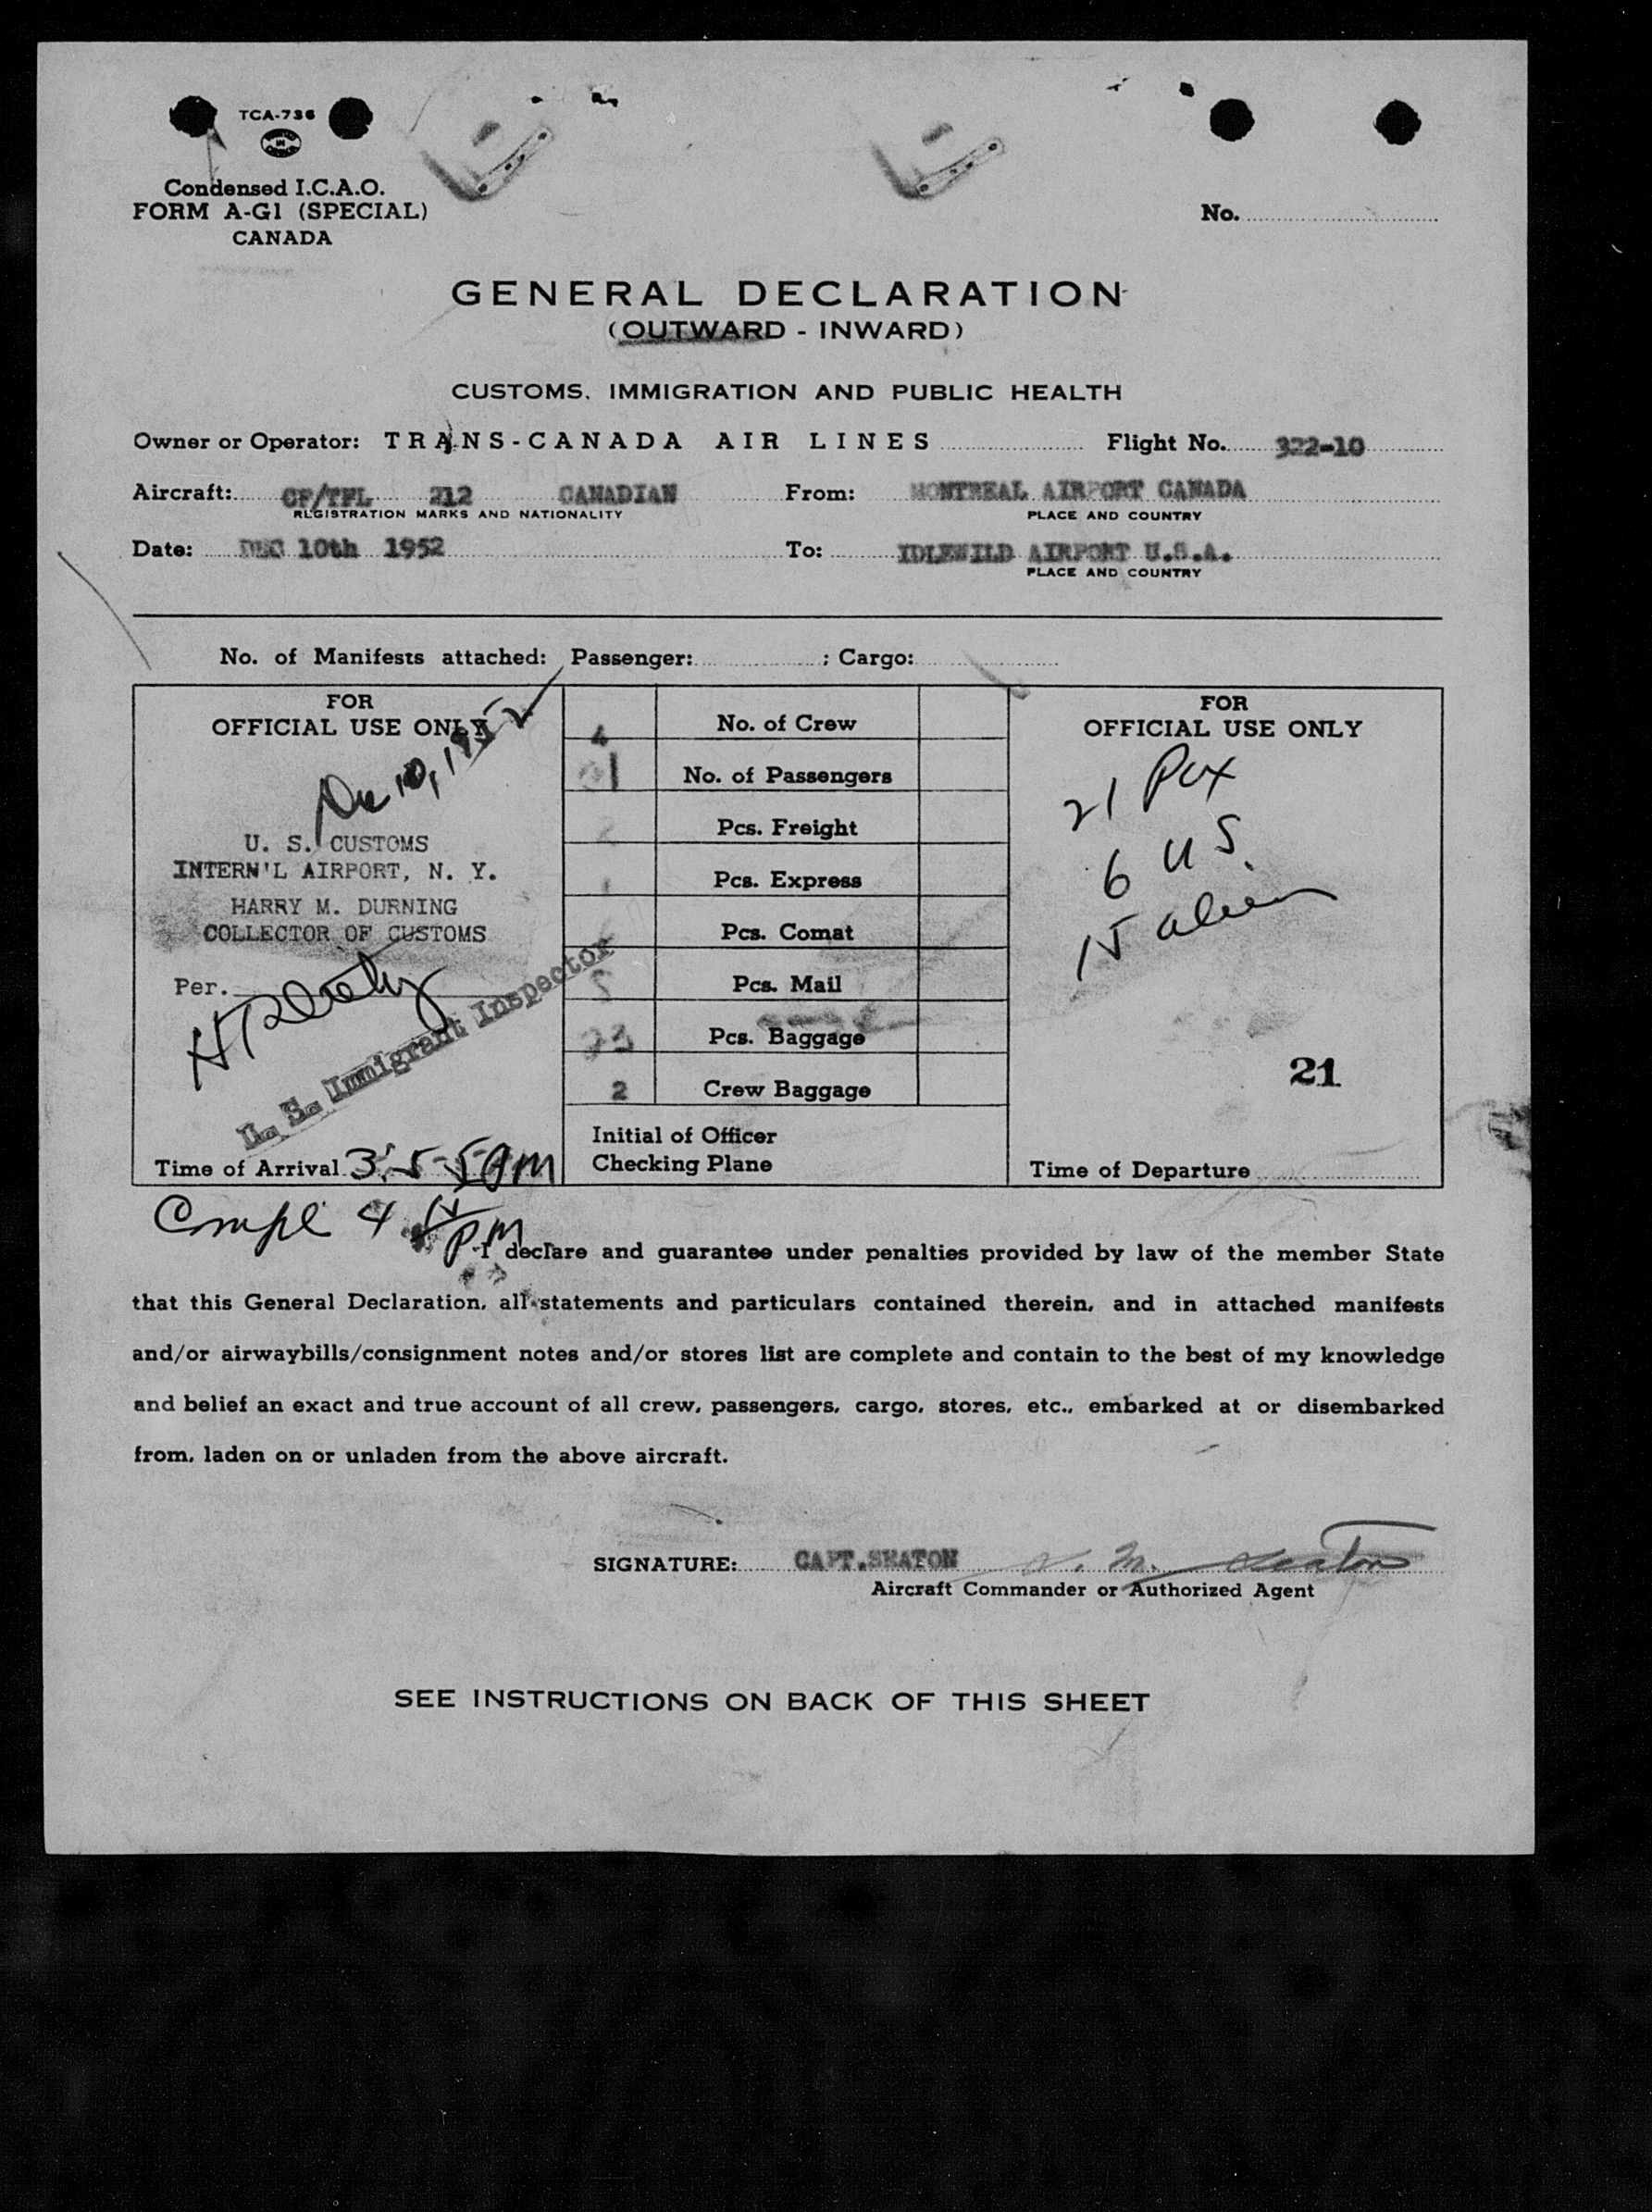 TCA-736
Condensed I.C.A.O.
FORM A-G1 (SPECIAL)
CANADA
No.
GENERAL DECLARATION
(OUTWARD - INWARD)
CUSTOMS, IMMIGRATION AND PUBLIC HEALTH
Owner or Operator: TRANS-CANADA AIR LINES Flight No. 322-10
Aircraft: CF/TFL 212 CANADIAN From: MONTREAL AIRPORT CANADA
REGISTRATION MARKS AND NATIONALITY PLACE AND COUNTRY
Date: DEC 10th 1952 To: IDLEWILD AIRPORT U.S.A.
PLACE AND COUNTRY
No. of Manifests attached: Passenger: ; Cargo:
FOR
OFFICIAL USE ONLY
Dec 10, 1952
U. S. CUSTOMS
INTERN'L AIRPORT, N. Y.
HARRY M. DURNING
COLLECTOR OF CUSTOMS
Per.
U. S. Immigrant Inspector
Time of Arrival 3:55 PM
Compl 4 PM
4 No. of Crew
No. of Passengers
Pcs. Freight
Pcs. Express
Pcs. Comat
5 Pcs. Mail
23 Pcs. Baggage
2 Crew Baggage
Initial of Officer
Checking Plane
FOR
OFFICIAL USE ONLY
21 Pax
6 US.
15 alien
21
Time of Departure
I declare and guarantee under penalties provided by law of the member State
that this General Declaration, all statements and particulars contained therein, and in attached manifests
and/or airwaybills/consignment notes and/or stores list are complete and contain to the best of my knowledge
and belief an exact and true account of all crew, passengers, cargo, stores, etc., embarked at or disembarked
from, laden on or unladen from the above aircraft.
SIGNATURE: CAPT.SEATON M. Seaton
Aircraft Commander or Authorized Agent
SEE INSTRUCTIONS ON BACK OF THIS SHEET